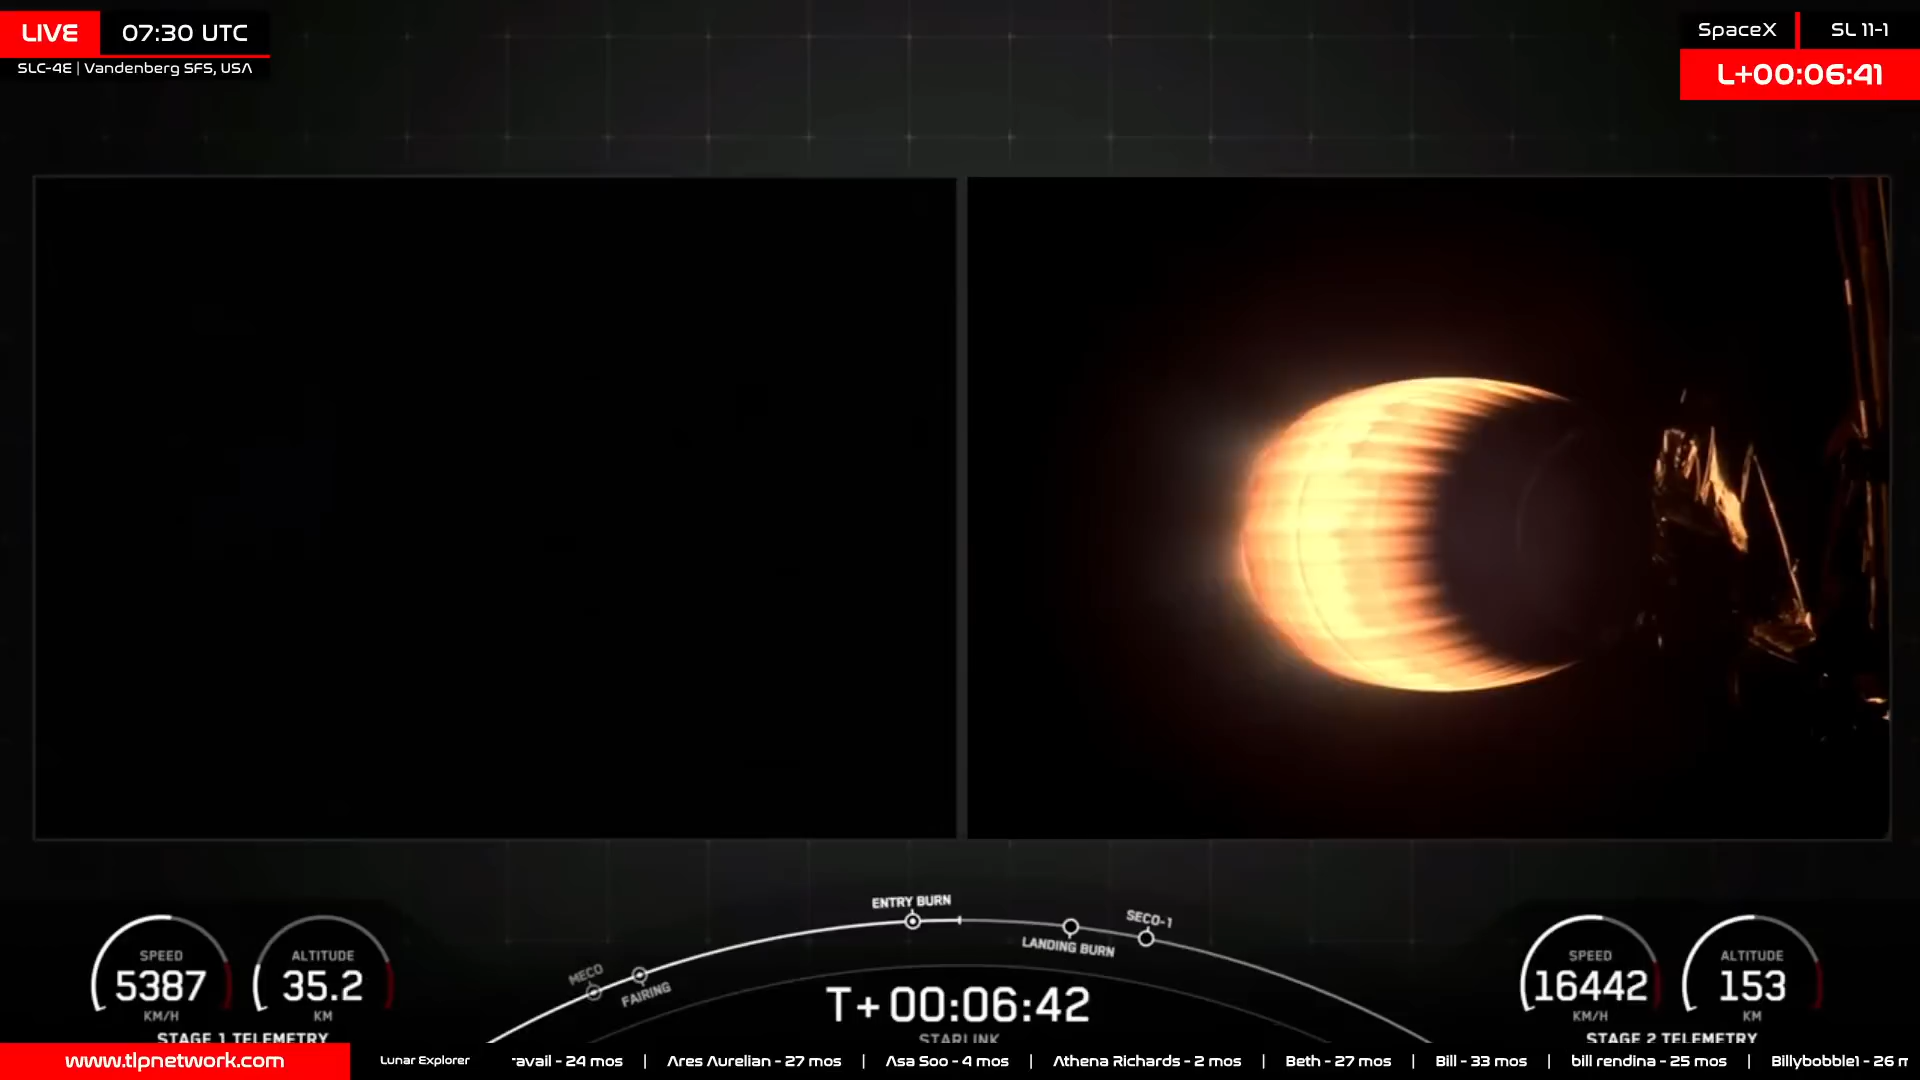 LIVE 07:30 UTC
SLC-4E | Vandenberg SFS, USA
SpaceX SL 11-1
L+00:06:41
ENTRY BURN
SECO-1
LANDING BURN
MECO
FAIRING
SPEED
5387
KM/H
ALTITUDE
35.2
KM
STAGE 1 TELEMETRY
T+00:06:42
STARLINK
SPEED
16442
KM/H
ALTITUDE
153
KM
STAGE 2 TELEMETRY
www.tlpnetwork.com Lunar Explorer avail - 24 mos | Ares Aurelian - 27 mos | Asa Soo - 4 mos | Athena Richards - 2 mos | Beth - 27 mos | Bill - 33 mos | bill rendina - 25 mos | Billybobble1 - 26 m